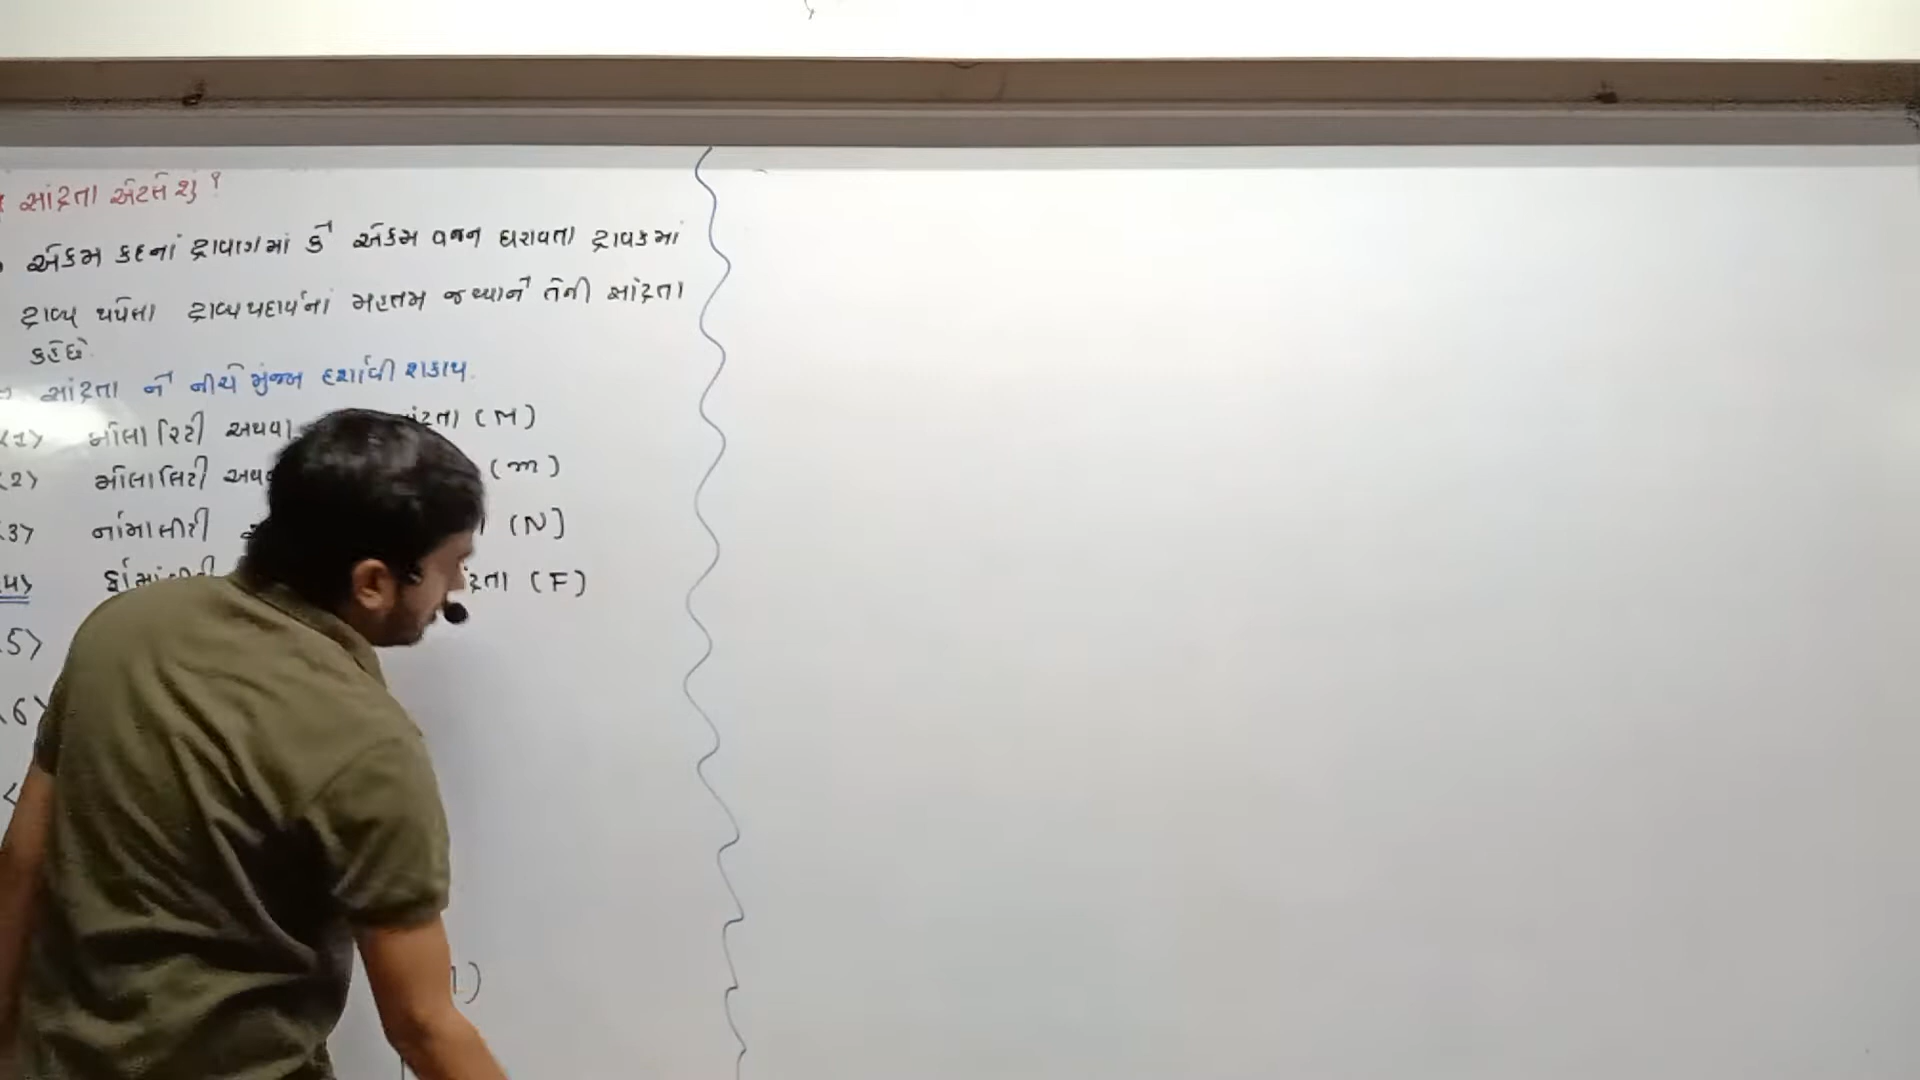 સાંદ્રતા એટલે શું ?
એકમ કદનાં દ્રાવણમાં કે એકમ વજન ધરાવતા દ્રાવકમાં
દ્રાવ્ય થયેલા દ્રાવ્યપદાર્થનાં મહત્તમ જથ્થાને તેની સાંદ્રતા
કહે છે.
સાંદ્રતા ને નીચે મુંજબ દર્શાવી શકાય.
<1> મોલારિટી અથવા સાંદ્રતા (M)
<2> મોલાલિટી (m)
<3> નોર્માલીટી (N)
<4> (F)
<5>
<6>